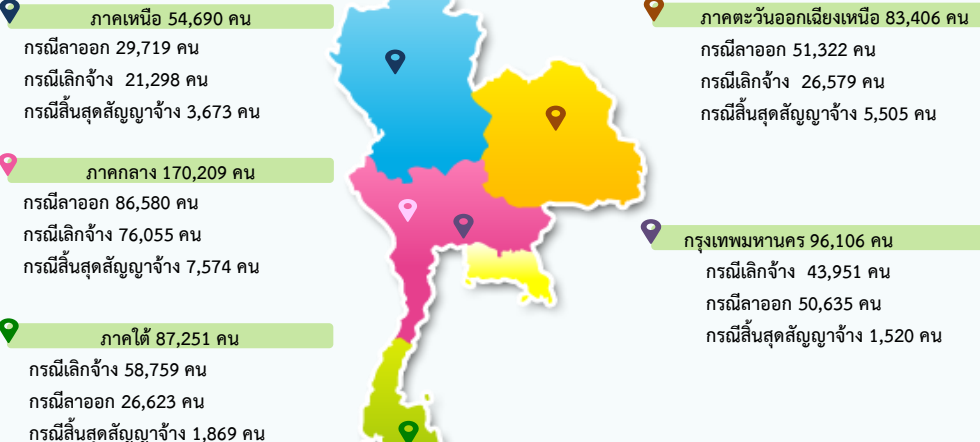 ภาคเหนือ 54,690 คน
กรณีลาออก 29,719 คน
กรณีเลิกจ้าง 21,298 คน
กรณีสิ้นสุดสัญญาจ้าง 3,673 คน
ภาคกลาง 170,209 คน
กรณีลาออก 86,580 คน
กรณีเลิกจ้าง 76,055 คน
กรณีสิ้นสุดสัญญาจ้าง 7,574 คน
ภาคใต้ 87,251 คน
กรณีเลิกจ้าง 58,759 คน
กรณีลาออก 26,623 คน
กรณีสิ้นสุดสัญญาจ้าง 1,869 คน
ภาคตะวันออกเฉียงเหนือ 83,406 คน
กรณีลาออก 51,322 คน
กรณีเลิกจ้าง 26,579 คน
กรณีสิ้นสุดสัญญาจ้าง 5,505 คน
กรุงเทพมหานคร 96,106 คน
กรณีเลิกจ้าง 43,951 คน
กรณีลาออก 50,635 คน
กรณีสิ้นสุดสัญญาจ้าง 1,520 คน